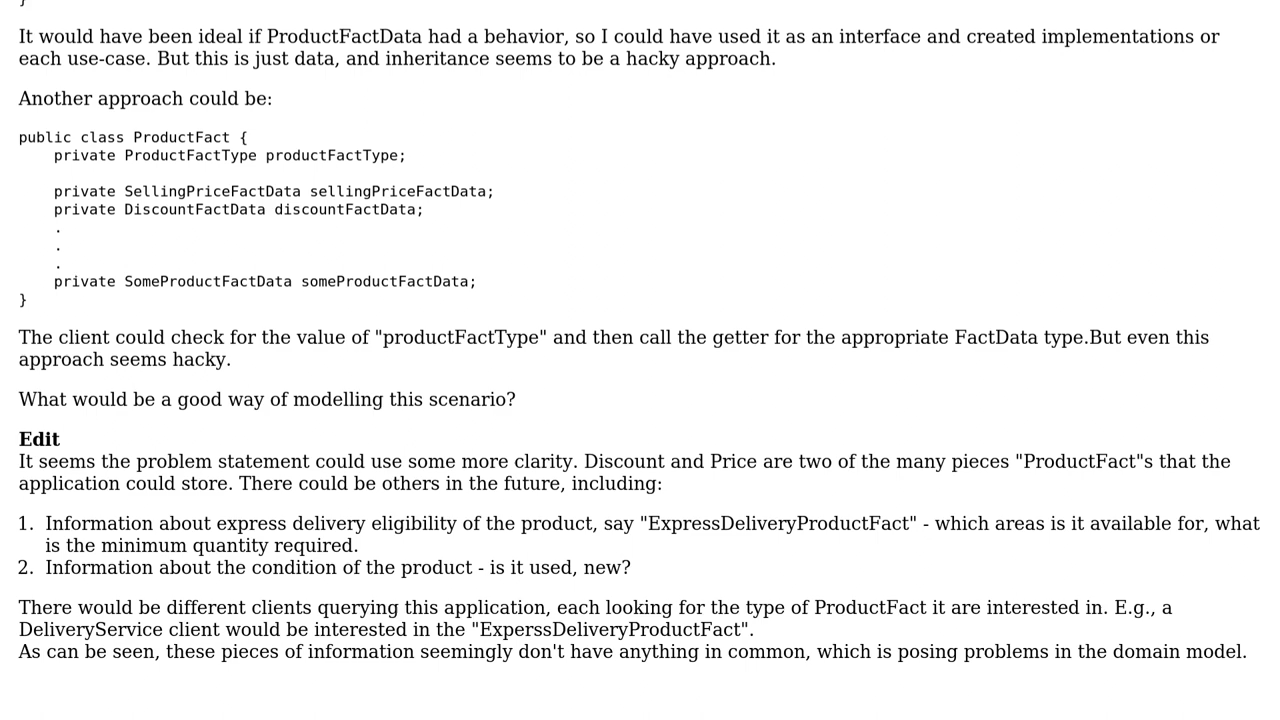 }
It would have been ideal if ProductFactData had a behavior, so I could have used it as an interface and created implementations or
each use-case. But this is just data, and inheritance seems to be a hacky approach.
Another approach could be:
public class ProductFact {
    private ProductFactType productFactType;
    private SellingPriceFactData sellingPriceFactData;
    private DiscountFactData discountFactData;
    .
    .
    .
    private SomeProductFactData someProductFactData;
}
The client could check for the value of "productFactType" and then call the getter for the appropriate FactData type.But even this
approach seems hacky.
What would be a good way of modelling this scenario?
Edit
It seems the problem statement could use some more clarity. Discount and Price are two of the many pieces "ProductFact"s that the
application could store. There could be others in the future, including:
1. Information about express delivery eligibility of the product, say "ExpressDeliveryProductFact" - which areas is it available for, what
is the minimum quantity required.
2. Information about the condition of the product - is it used, new?
There would be different clients querying this application, each looking for the type of ProductFact it are interested in. E.g., a
DeliveryService client would be interested in the "ExperssDeliveryProductFact".
As can be seen, these pieces of information seemingly don't have anything in common, which is posing problems in the domain model.